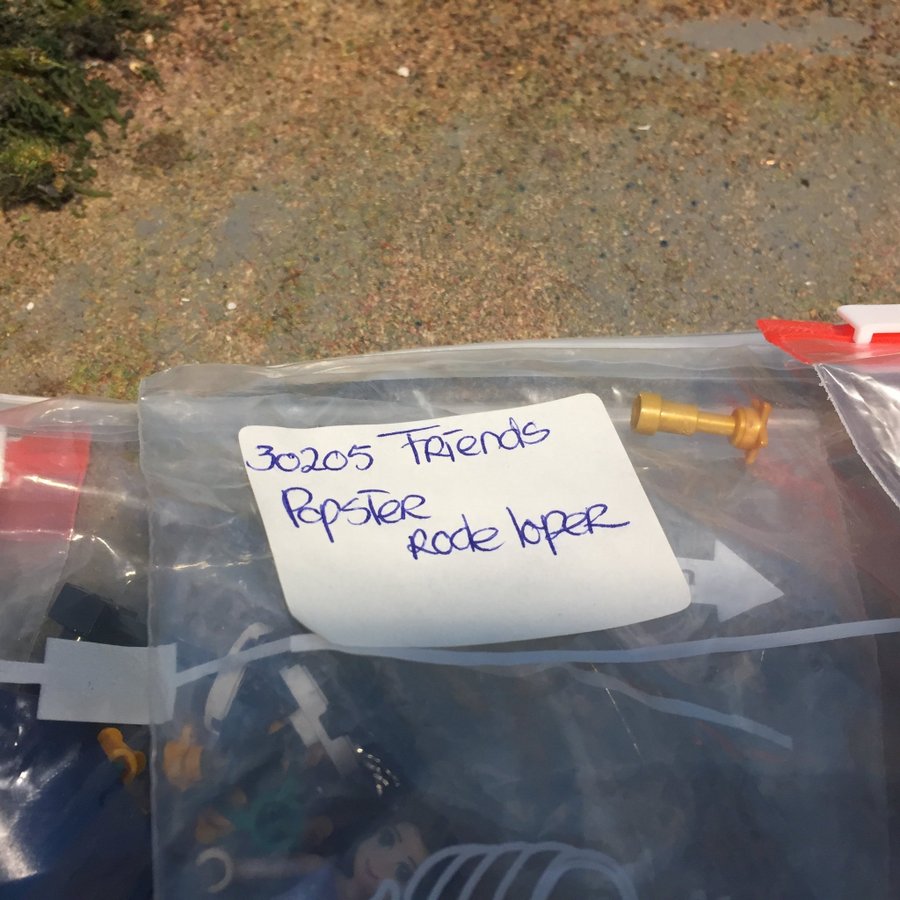 30205 Friends
Popster
rode loper